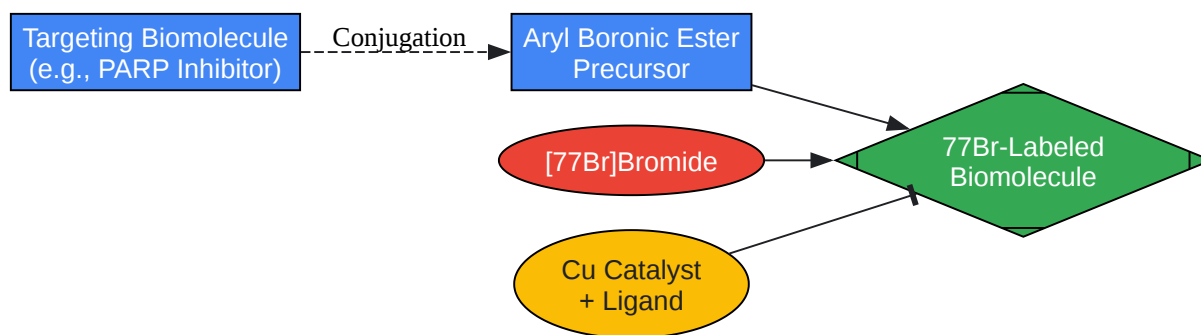 Targeting Biomolecule
(e.g., PARP Inhibitor)
Conjugation
Aryl Boronic Ester
Precursor
[77Br]Bromide
77Br-Labeled
Biomolecule
Cu Catalyst
+ Ligand